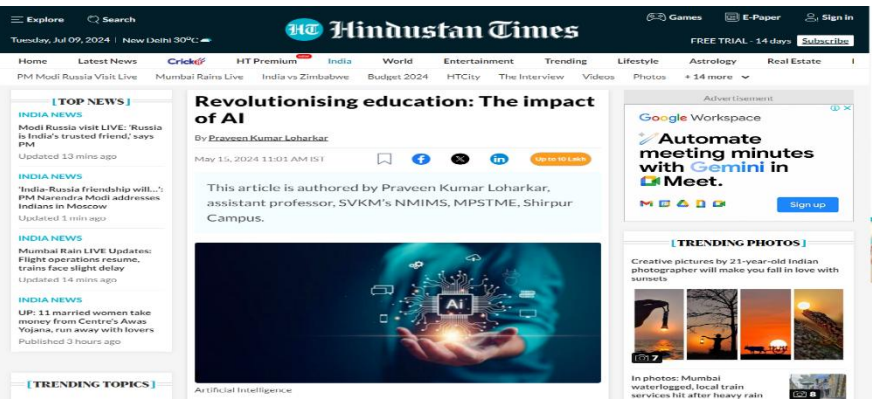 Explore Search
HT Hindustan Times
Games E-Paper Sign in
Tuesday, Jul 09, 2024 | New Delhi 30°C
FREE TRIAL - 14 days Subscribe
Home Latest News Crickit HT Premium India World Entertainment Trending Lifestyle Astrology Real Estate
PM Modi Russia Visit Live Mumbai Rains Live India vs Zimbabwe Budget 2024 HTCity The Interview Videos Photos + 14 more
[TOP NEWS]
INDIA NEWS
Modi Russia visit LIVE: 'Russia
is India's trusted friend,' says
PM
Updated 13 mins ago
INDIA NEWS
'India-Russia friendship will...':
PM Narendra Modi addresses
Indians in Moscow
Updated 1 min ago
INDIA NEWS
Mumbai Rain LIVE Updates:
Flight operations resume,
trains face slight delay
Updated 14 mins ago
INDIA NEWS
UP: 11 married women take
money from Centre's Awas
Yojana, run away with lovers
Published 3 hours ago
[TRENDING TOPICS]
Revolutionising education: The impact
of AI
By Praveen Kumar Loharkar
May 15, 2024 11:01 AM IST
Up to 10 Lakh
This article is authored by Praveen Kumar Loharkar,
assistant professor, SVKM's NMIMS, MPSTME, Shirpur
Campus.
Ai
Artificial Intelligence
Advertisement
Google Workspace
Automate
meeting minutes
with Gemini in
Meet.
Sign up
[TRENDING PHOTOS]
Creative pictures by 21-year-old Indian
photographer will make you fall in love with
sunsets
7
In photos: Mumbai
waterlogged, local train
services hit after heavy rain
8